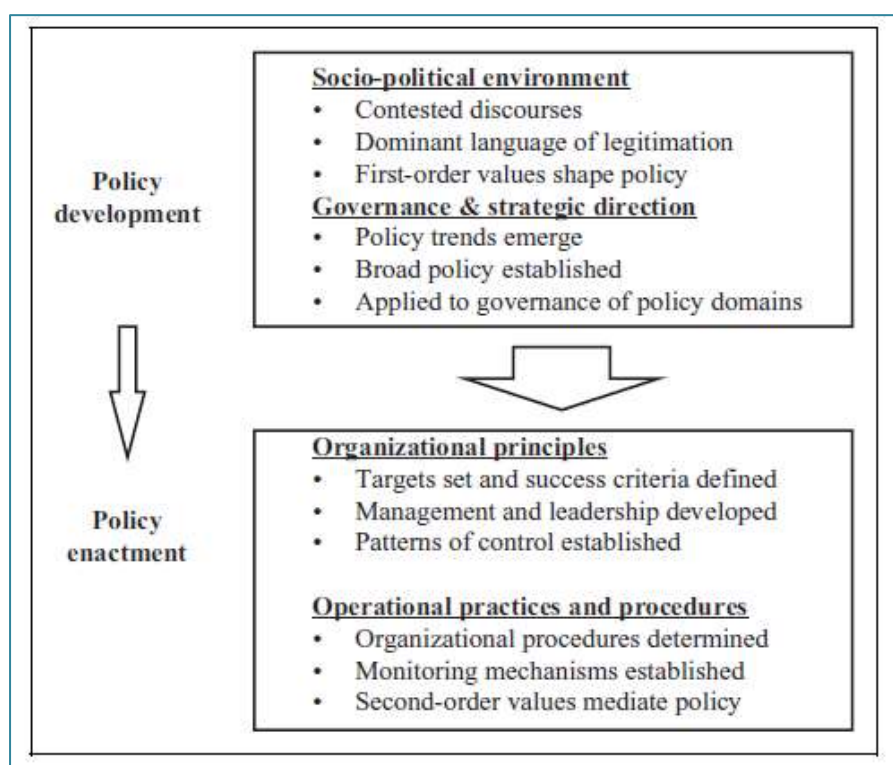 Socio-political environment
• Contested discourses
• Dominant language of legitimation
• First-order values shape policy
Policy
development
Governance & strategic direction
• Policy trends emerge
• Broad policy established
• Applied to governance of policy domains
Organizational principles
• Targets set and success criteria defined
• Management and leadership developed
• Patterns of control established
Policy
enactment
Operational practices and procedures
• Organizational procedures determined
• Monitoring mechanisms established
• Second-order values mediate policy